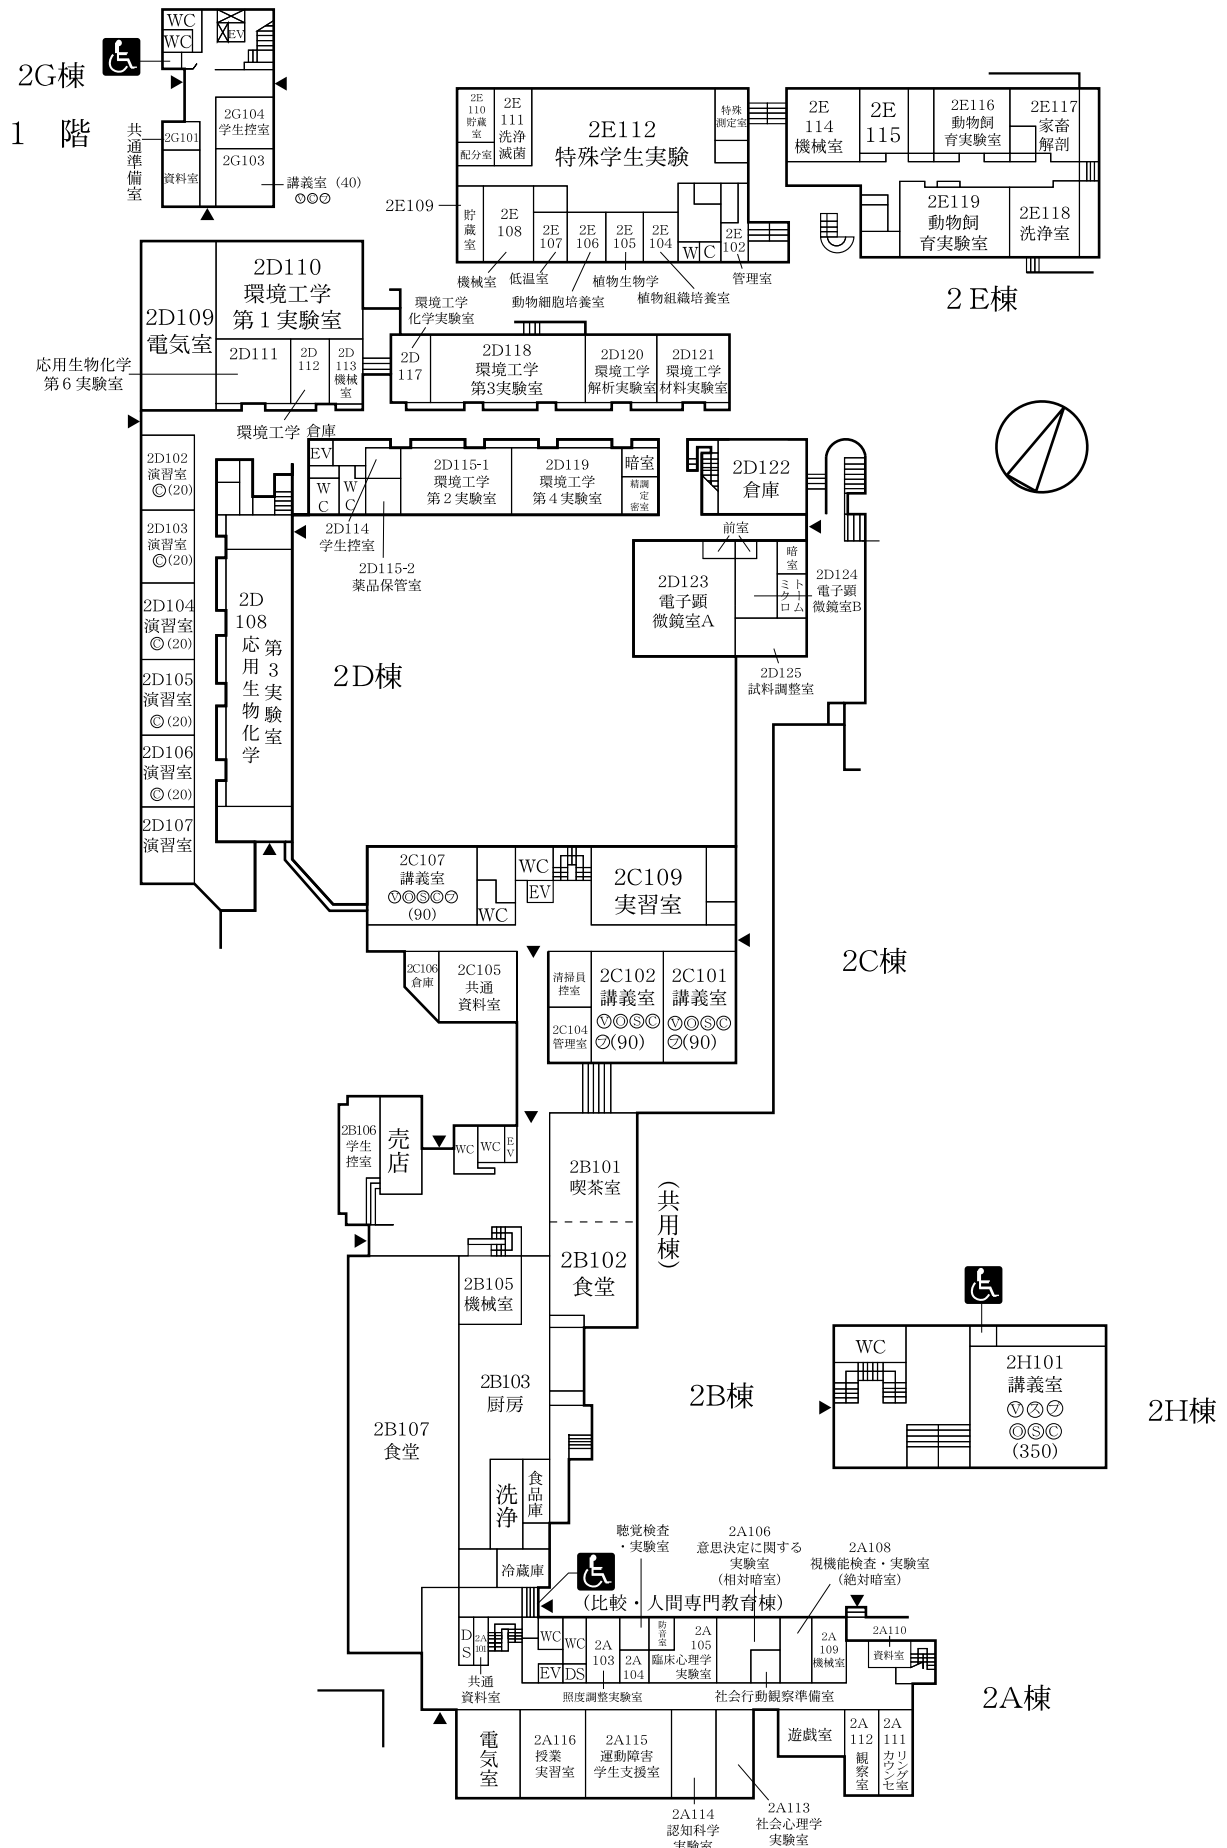 2G棟
1 階
WC
WC
EV
共通準備室
2G101
資料室
2G104
学生控室
2G103
講義室 (40)
ⓋⒸ㋫
2E
110
貯蔵
室
配分室
2E
111
洗浄
滅菌
2E112
特殊学生実験
特殊
測定室
2E109
貯蔵室
2E
108
2E
107
2E
106
2E
105
2E
104
W C
2E
102
機械室
低温室
動物細胞培養室
植物生物学
植物組織培養室
管理室
2E
114
機械室
2E
115
2E116
動物飼
育実験室
2E117
家畜
解剖
2E119
動物飼
育実験室
2E118
洗浄室
2E棟
2D109
電気室
2D110
環境工学
第1実験室
2D111
2D
112
2D
113
機械
室
応用生物化学
第6実験室
環境工学
倉庫
環境工学
化学実験室
2D
117
2D118
環境工学
第3実験室
2D120
環境工学
解析実験室
2D121
環境工学
材料実験室
2D102
演習室
Ⓒ(20)
2D103
演習室
Ⓒ(20)
2D104
演習室
Ⓒ(20)
2D105
演習室
Ⓒ(20)
2D106
演習室
Ⓒ(20)
2D107
演習室
2D
108
応用生物化学
第3実験室
EV
WC
WC
2D115-1
環境工学
第2実験室
2D119
環境工学
第4実験室
暗室
精調
定
密室
2D114
学生控室
2D115-2
薬品保管室
2D122
倉庫
前室
2D123
電子顕
微鏡室A
暗室
ミクロ
トーム
2D124
電子顕
微鏡室B
2D125
試料調整室
2D棟
2C107
講義室
ⓋⓄⓈⒸ㋫
(90)
WC
WC
EV
2C109
実習室
2C106
倉庫
2C105
共通
資料室
清掃員
控室
2C104
管理室
2C102
講義室
ⓋⓄⓈⒸ
㋫(90)
2C101
講義室
ⓋⓄⓈⒸ
㋫(90)
2C棟
2B106
学生
控室
売店
WC
WC
EV
2B101
喫茶室
2B102
食堂
(共用棟)
2B105
機械室
2B103
厨房
2B107
食堂
洗浄
食品庫
冷蔵庫
2B棟
WC
2H101
講義室
Ⓥ㋜㋫
ⓄⓈⒸ
(350)
2H棟
聴覚検査
・実験室
2A106
意思決定に関する
実験室
(相対暗室)
2A108
視機能検査・実験室
(絶対暗室)
(比較・人間専門教育棟)
DS
2A
101
共通
資料室
WC
WC
EV
DS
2A
103
2A
104
防音室
2A
105
臨床心理学
実験室
2A
109
機械室
2A110
資料室
照度調整実験室
社会行動観察準備室
2A棟
電気室
2A116
授業
実習室
2A115
運動障害
学生支援室
遊戯室
2A
112
観察室
2A
111
カウンセ
リング室
2A114
認知科学
実験室
2A113
社会心理学
実験室